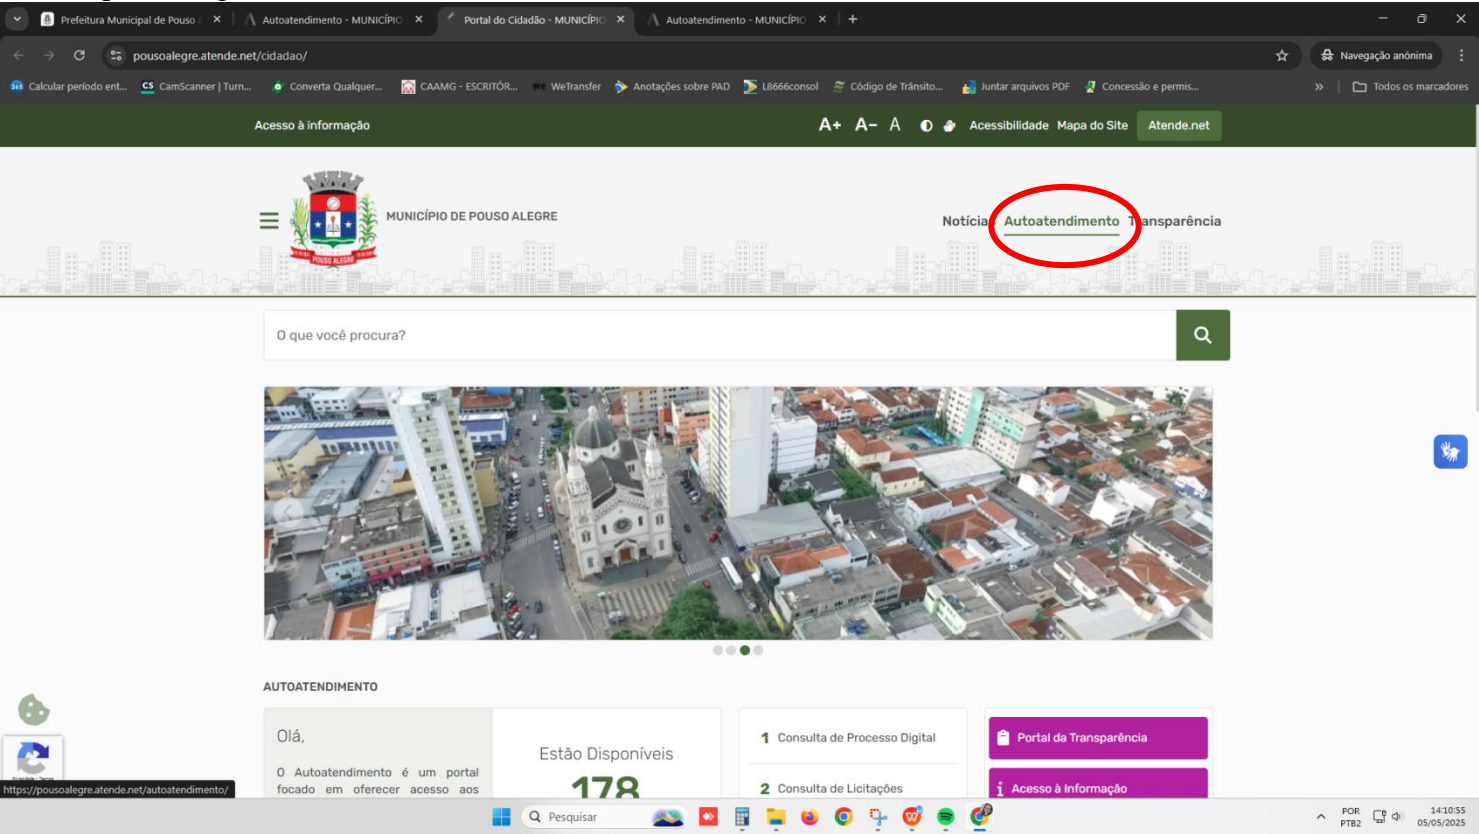 Prefeitura Municipal de Pouso A
Autoatendimento - MUNICÍPIO
Portal do Cidadão - MUNICÍPIO
Autoatendimento - MUNICÍPIO
pousoalegre.atende.net/cidadao/
Navegação anônima
Calcular período ent...
CS CamScanner | Turn...
Converta Qualquer...
CAAMG - ESCRITÓR...
WeTransfer
Anotações sobre PAD
L8666consol
Código de Trânsito...
Juntar arquivos PDF
Concessão e permis...
Todos os marcadores
Acesso à informação
A+ A- A
Acessibilidade Mapa do Site Atende.net
MUNICÍPIO DE POUSO ALEGRE
POUSO ALEGRE
Notícias Autoatendimento Transparência
O que você procura?
AUTOATENDIMENTO
Olá,
O Autoatendimento é um portal
focado em oferecer acesso aos
Estão Disponíveis
178
1 Consulta de Processo Digital
2 Consulta de Licitações
Portal da Transparência
Acesso à Informação
https://pousoalegre.atende.net/autoatendimento/
Pesquisar
POR
PTB2
14:10:55
05/05/2025